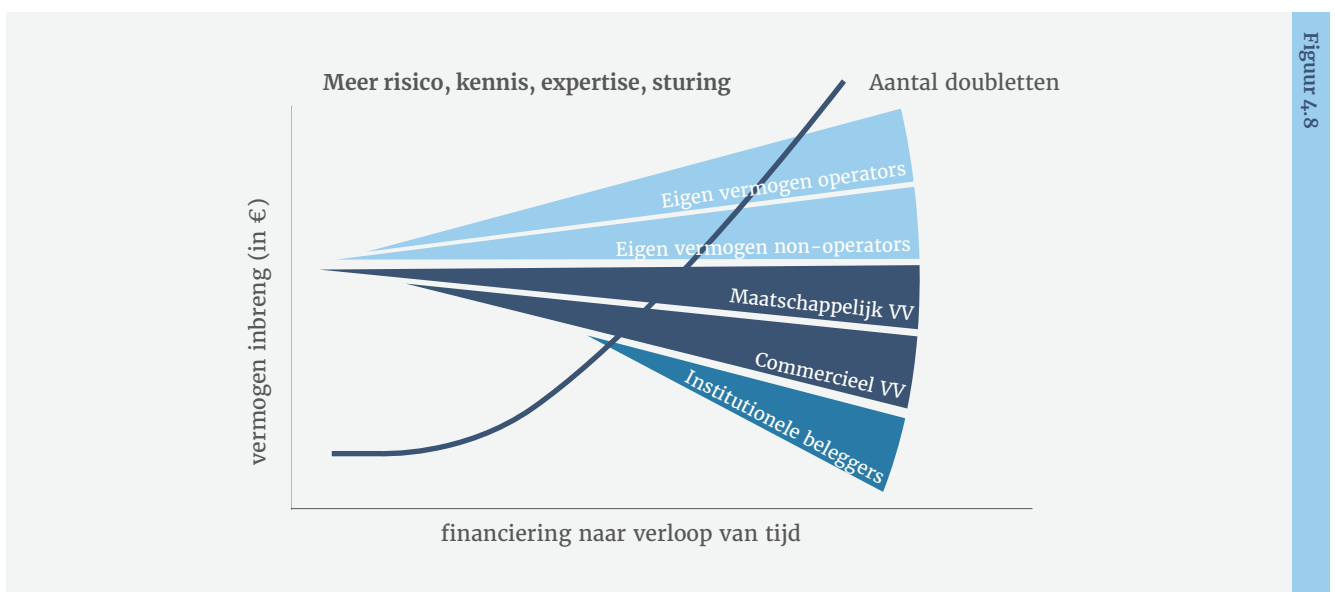 Meer risico, kennis, expertise, sturing
Aantal doubletten
Figuur 4.8
Eigen vermogen operators
Eigen vermogen non-operators
Maatschappelijk VV
Commercieel VV
Institutionele beleggers
vermogen inbreng (in €)
financiering naar verloop van tijd